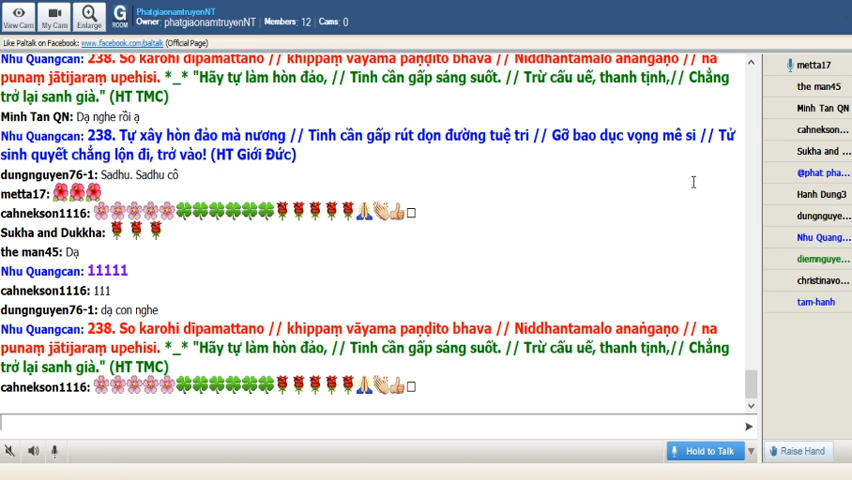 PhatgiaonamtruyenNT
Owner: phatgiaonamtruyenNT Members: 12 Cams: 0
View Cam My Cam Enlarge G ROOM
Like Paltalk on Facebook: www.facebook.com/paltalk (Official Page)
Nhu Quangcan: 238. So karohi dīpamattano // khippaṃ vāyama paṇḍito bhava // Niddhantamalo anaṅgaṇo // na
punaṃ jātijaraṃ upehisi. *_* "Hãy tự làm hòn đảo, // Tinh cần gấp sáng suốt. // Trừ cấu uế, thanh tịnh,// Chẳng
trở lại sanh già." (HT TMC)
Minh Tan QN: Dạ nghe rồi ạ
Nhu Quangcan: 238. Tự xây hòn đảo mà nương // Tinh cần gấp rút dọn đường tuệ tri // Gỡ bao dục vọng mê si // Tử
sinh quyết chẳng lộn đi, trở vào! (HT Giới Đức)
dungnguyen76-1: Sadhu. Sadhu cô
metta17:
cahnekson1116:
Sukha and Dukkha:
the man45: Dạ
Nhu Quangcan: 11111
cahnekson1116: 111
dungnguyen76-1: dạ con nghe
Nhu Quangcan: 238. So karohi dīpamattano // khippaṃ vāyama paṇḍito bhava // Niddhantamalo anaṅgaṇo // na
punaṃ jātijaraṃ upehisi. *_* "Hãy tự làm hòn đảo, // Tinh cần gấp sáng suốt. // Trừ cấu uế, thanh tịnh,// Chẳng
trở lại sanh già." (HT TMC)
cahnekson1116:
metta17
the man45
Minh Tan QN
cahnekson...
Sukha and ...
@phat pha...
Hanh Dung3
dungnguye...
Nhu Quang...
diemnguye...
christinavo...
tam-hanh
Hold to Talk
Raise Hand